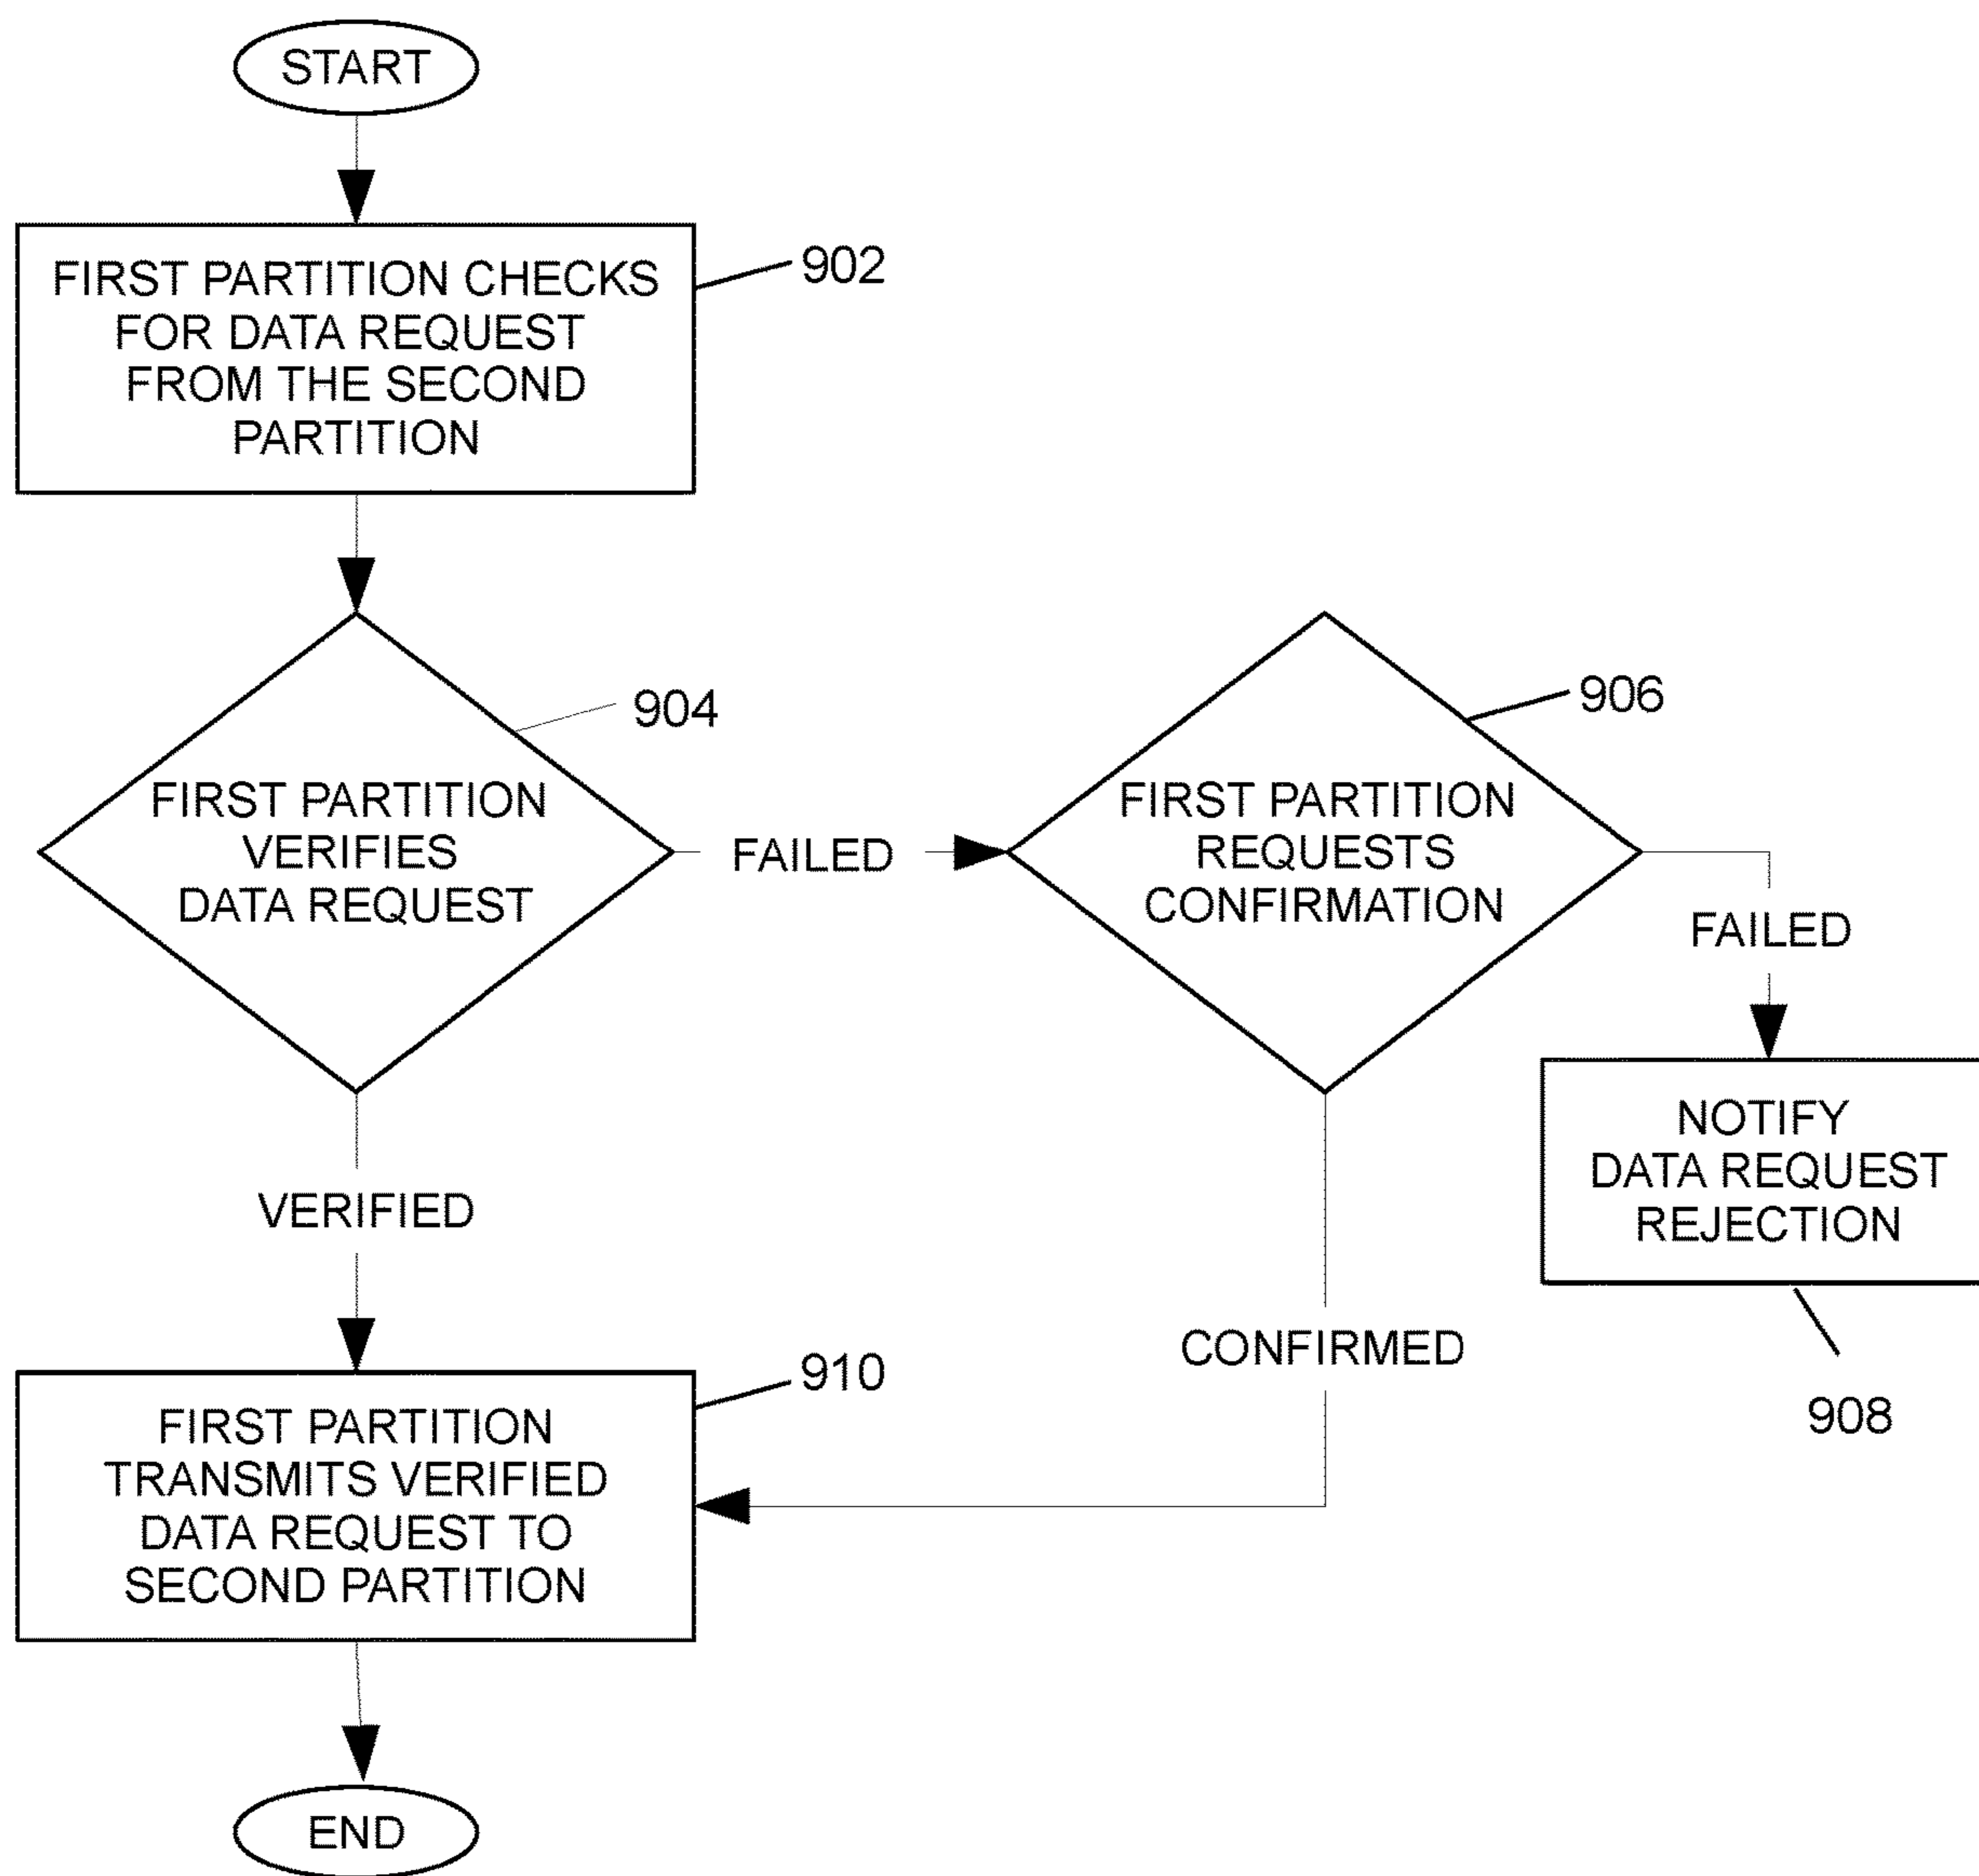 START
FIRST PARTITION CHECKS
FOR DATA REQUEST
FROM THE SECOND
PARTITION
902
904
FIRST PARTITION
VERIFIES
DATA REQUEST
FAILED
906
FIRST PARTITION
REQUESTS
CONFIRMATION
FAILED
NOTIFY
DATA REQUEST
REJECTION
908
VERIFIED
CONFIRMED
910
FIRST PARTITION
TRANSMITS VERIFIED
DATA REQUEST TO
SECOND PARTITION
END